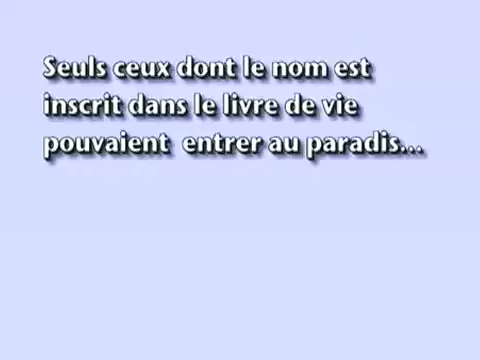 Seuls ceux dont le nom est
inscrit dans le livre de vie
pouvaient entrer au paradis...